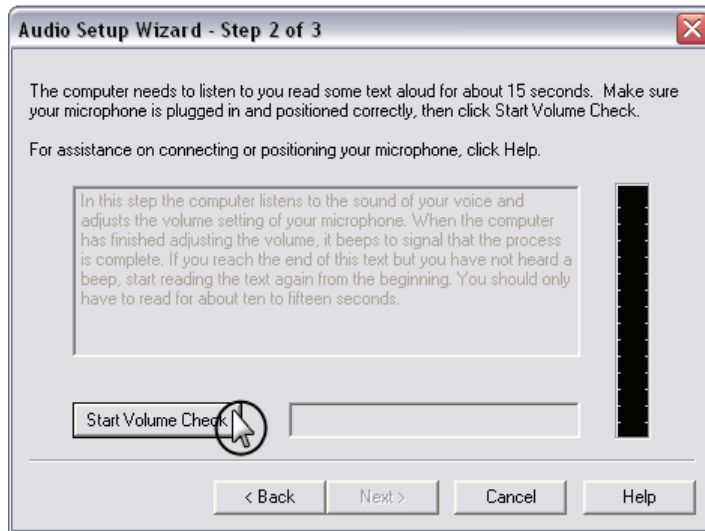 Audio Setup Wizard - Step 2 of 3
The computer needs to listen to you read some text aloud for about 15 seconds. Make sure
your microphone is plugged in and positioned correctly, then click Start Volume Check.
For assistance on connecting or positioning your microphone, click Help.
In this step the computer listens to the sound of your voice and
adjusts the volume setting of your microphone. When the computer
has finished adjusting the volume, it beeps to signal that the process
is complete. If you reach the end of this text but you have not heard a
beep, start reading the text again from the beginning. You should only
have to read for about ten to fifteen seconds.
Start Volume Check
< Back Next > Cancel Help